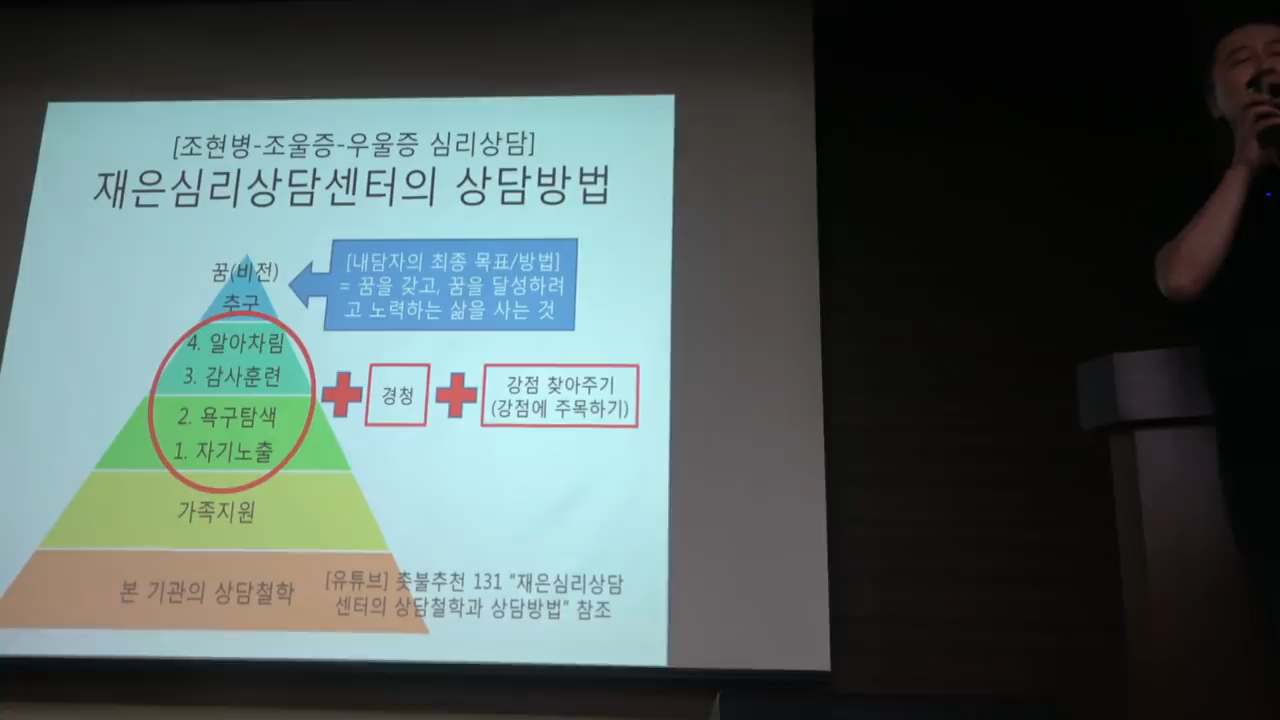 [조현병-조울증-우울증 심리상담]
재은심리상담센터의 상담방법
꿈(비전)
추구
[내담자의 최종 목표/방법]
= 꿈을 갖고, 꿈을 달성하려
고 노력하는 삶을 사는 것
4. 알아차림
3. 감사훈련
2. 욕구탐색
1. 자기노출
경청
강점 찾아주기
(강점에 주목하기)
가족지원
본 기관의 상담철학
[유튜브] 촛불추천 131 "재은심리상담
센터의 상담철학과 상담방법" 참조